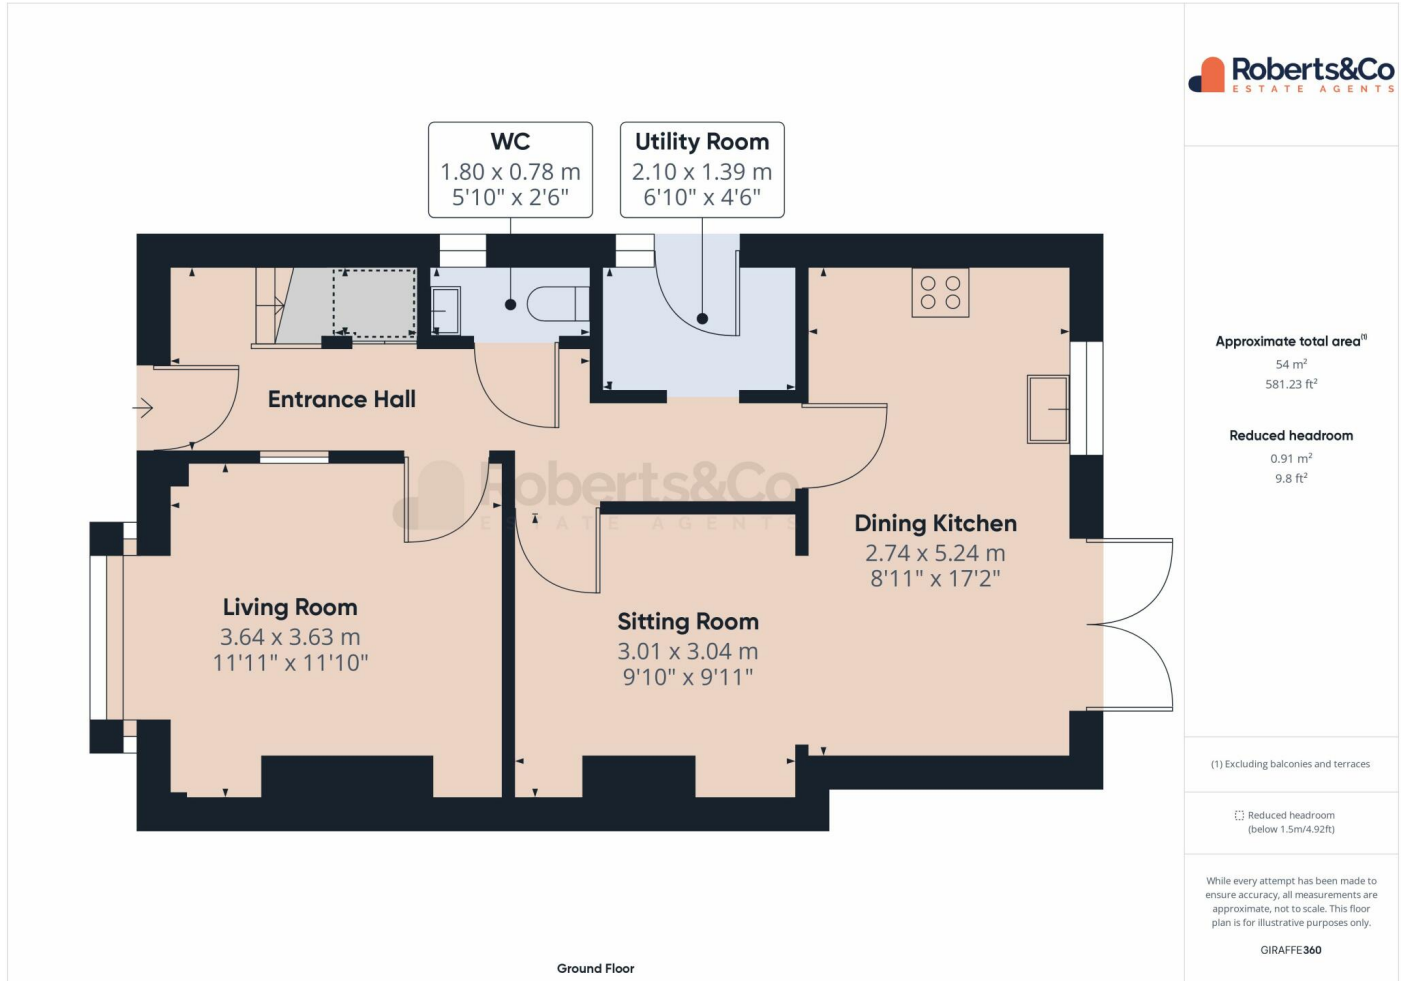 Roberts&Co
ESTATE AGENTS
WC
1.80 x 0.78 m
5'10" x 2'6"
Utility Room
2.10 x 1.39 m
6'10" x 4'6"
Entrance Hall
Roberts&Co
ESTATE AGENTS
Dining Kitchen
2.74 x 5.24 m
8'11" x 17'2"
Living Room
3.64 x 3.63 m
11'11" x 11'10"
Sitting Room
3.01 x 3.04 m
9'10" x 9'11"
Ground Floor
Approximate total area⁽¹⁾
54 m²
581.23 ft²
Reduced headroom
0.91 m²
9.8 ft²
(1) Excluding balconies and terraces
Reduced headroom
(below 1.5m/4.92ft)
While every attempt has been made to
ensure accuracy, all measurements are
approximate, not to scale. This floor
plan is for illustrative purposes only.
GIRAFFE360